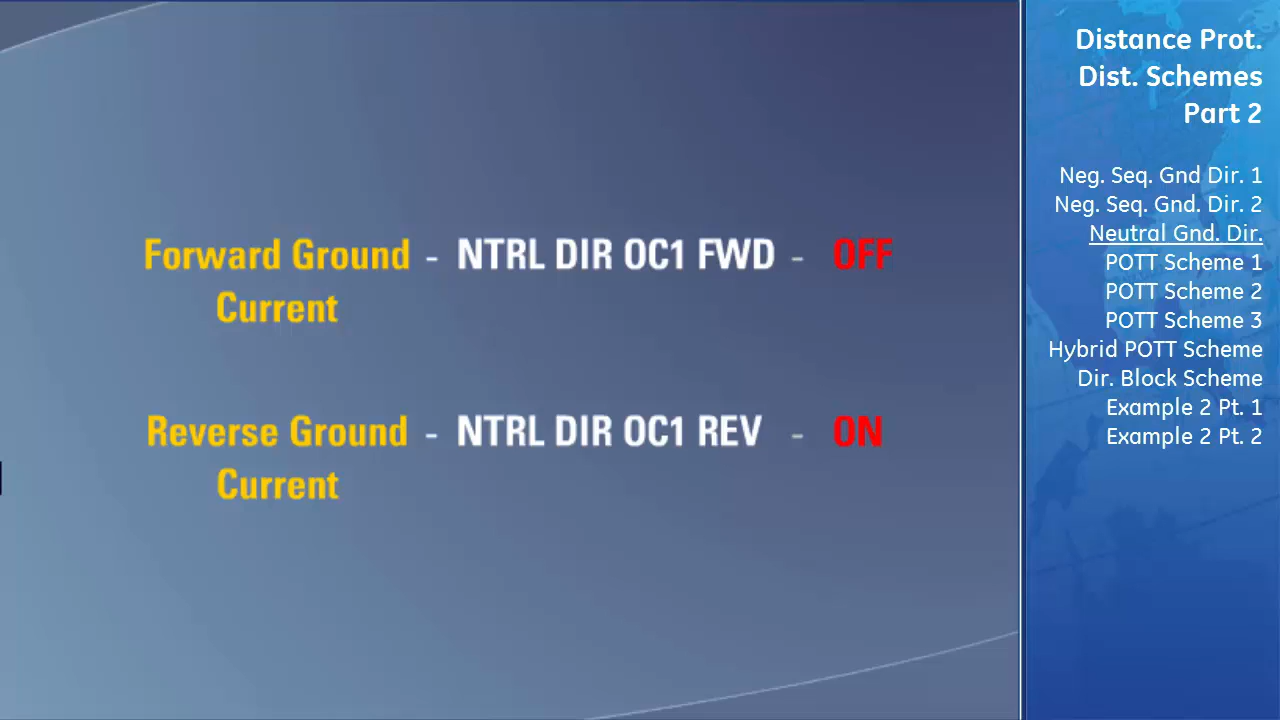 Forward Ground - NTRL DIR OC1 FWD - OFF
Current
Reverse Ground - NTRL DIR OC1 REV - ON
Current
Distance Prot.
Dist. Schemes
Part 2
Neg. Seq. Gnd Dir. 1
Neg. Seq. Gnd. Dir. 2
Neutral Gnd. Dir.
POTT Scheme 1
POTT Scheme 2
POTT Scheme 3
Hybrid POTT Scheme
Dir. Block Scheme
Example 2 Pt. 1
Example 2 Pt. 2